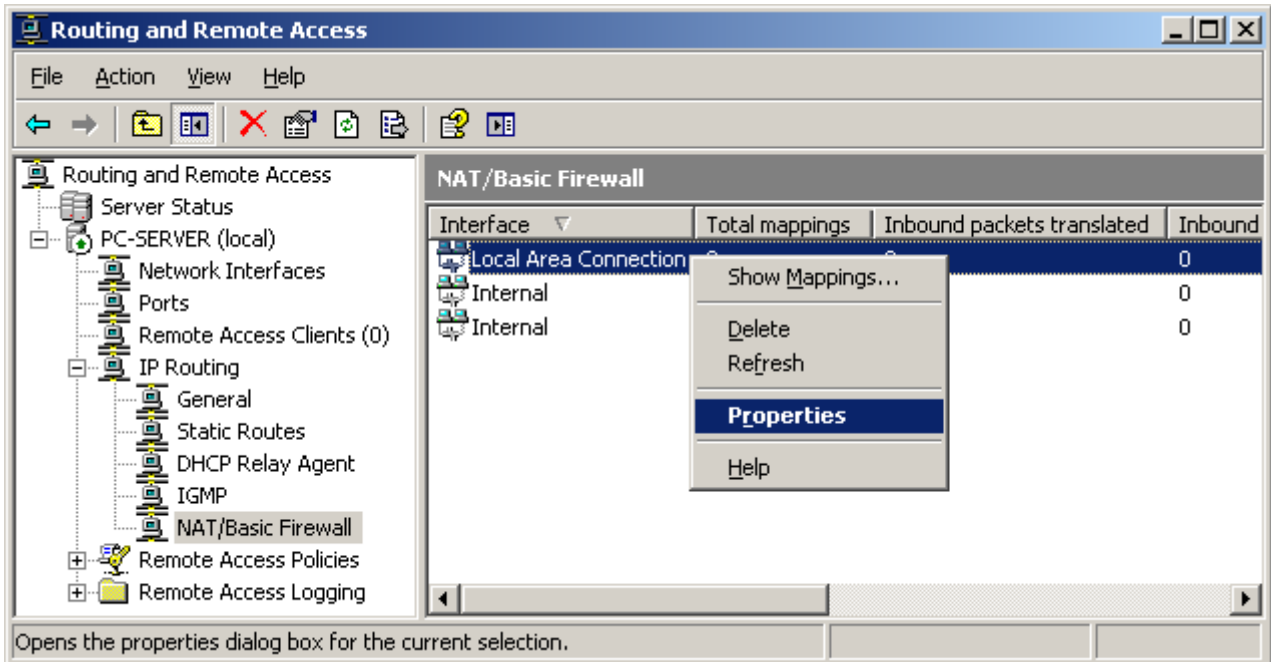 Routing and Remote Access
File Action View Help
Routing and Remote Access
Server Status
PC-SERVER (local)
Network Interfaces
Ports
Remote Access Clients (0)
IP Routing
General
Static Routes
DHCP Relay Agent
IGMP
NAT/Basic Firewall
Remote Access Policies
Remote Access Logging
NAT/Basic Firewall
Interface Total mappings Inbound packets translated Inbound
Local Area Connection 0
Internal 0
Internal 0
Show Mappings...
Delete
Refresh
Properties
Help
Opens the properties dialog box for the current selection.